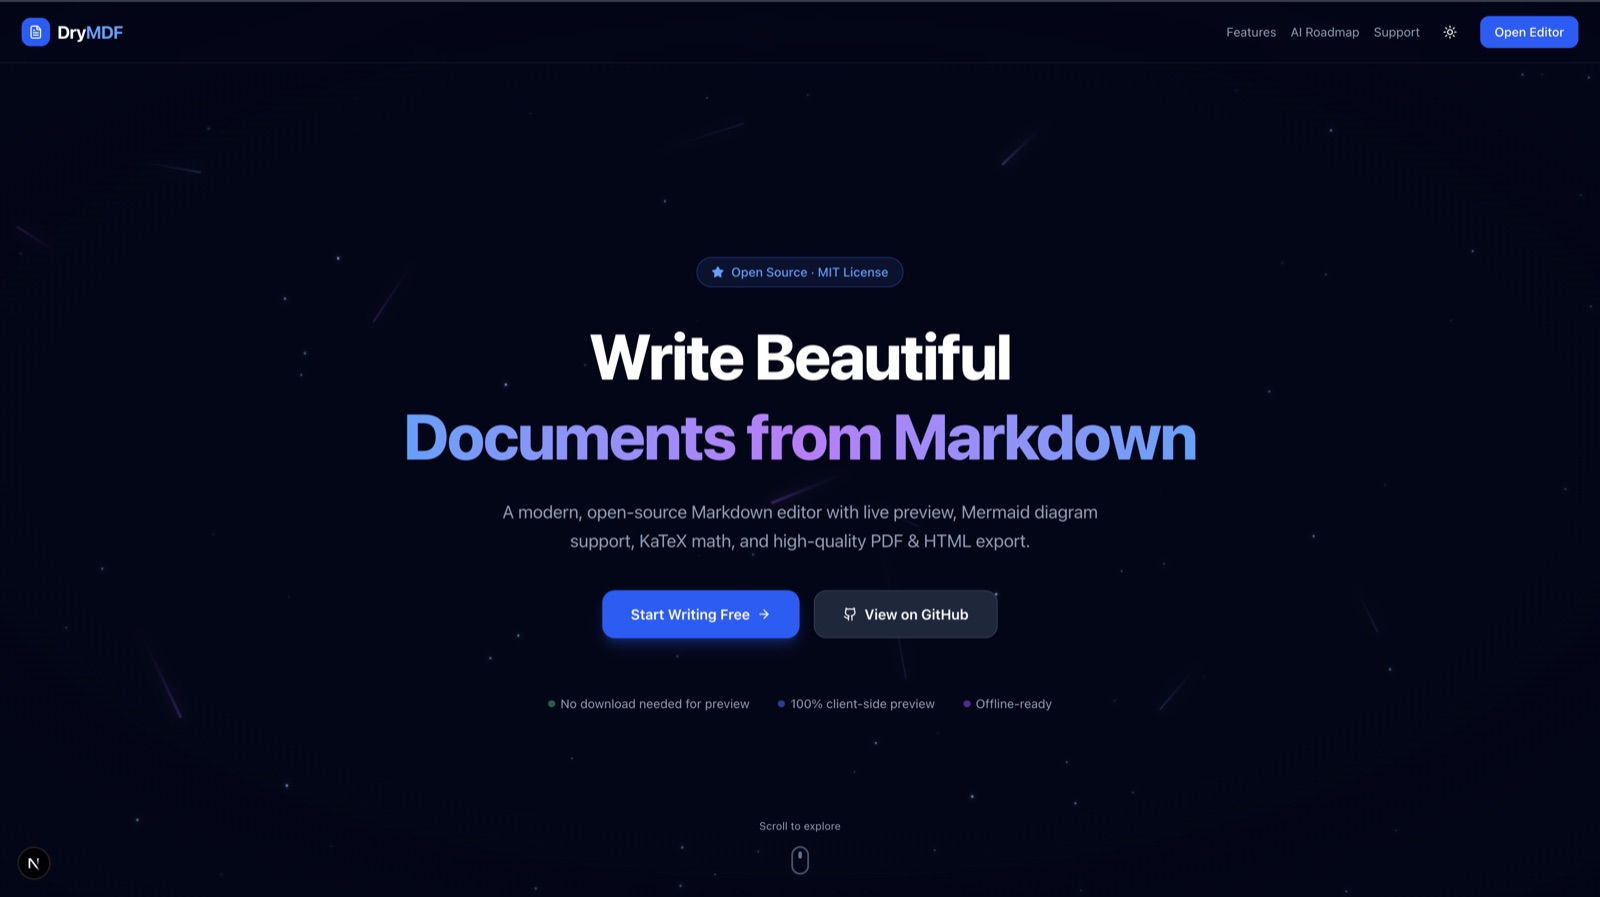 DryMDF
Features
AI Roadmap
Support
Open Editor
Open Source · MIT License
Write Beautiful
Documents from Markdown
A modern, open-source Markdown editor with live preview, Mermaid diagram
support, KaTeX math, and high-quality PDF & HTML export.
Start Writing Free →
View on GitHub
No download needed for preview
100% client-side preview
Offline-ready
Scroll to explore
N